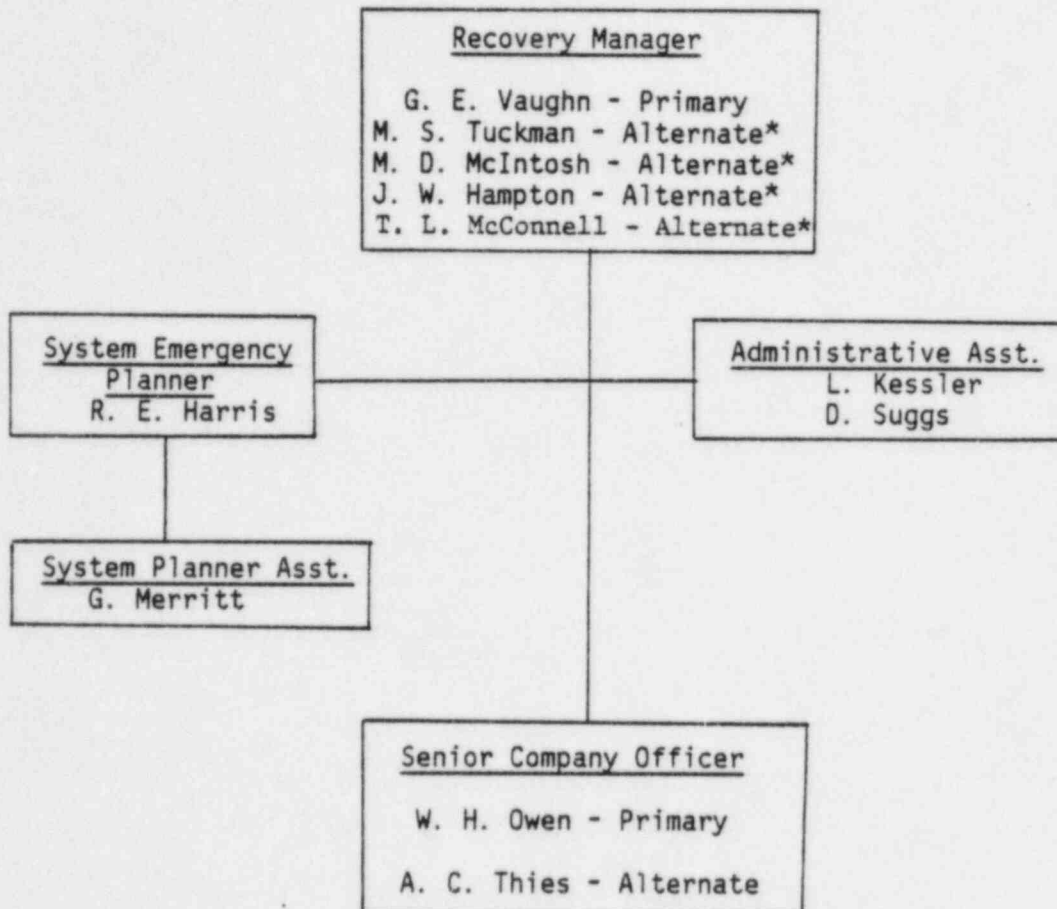 Recovery Manager
G. E. Vaughn - Primary
M. S. Tuckman - Alternate*
M. D. McIntosh - Alternate*
J. W. Hampton - Alternate*
T. L. McConnell - Alternate*
System Emergency
Planner
R. E. Harris
Administrative Asst.
L. Kessler
D. Suggs
System Planner Asst.
G. Merritt
Senior Company Officer
W. H. Owen - Primary
A. C. Thies - Alternate